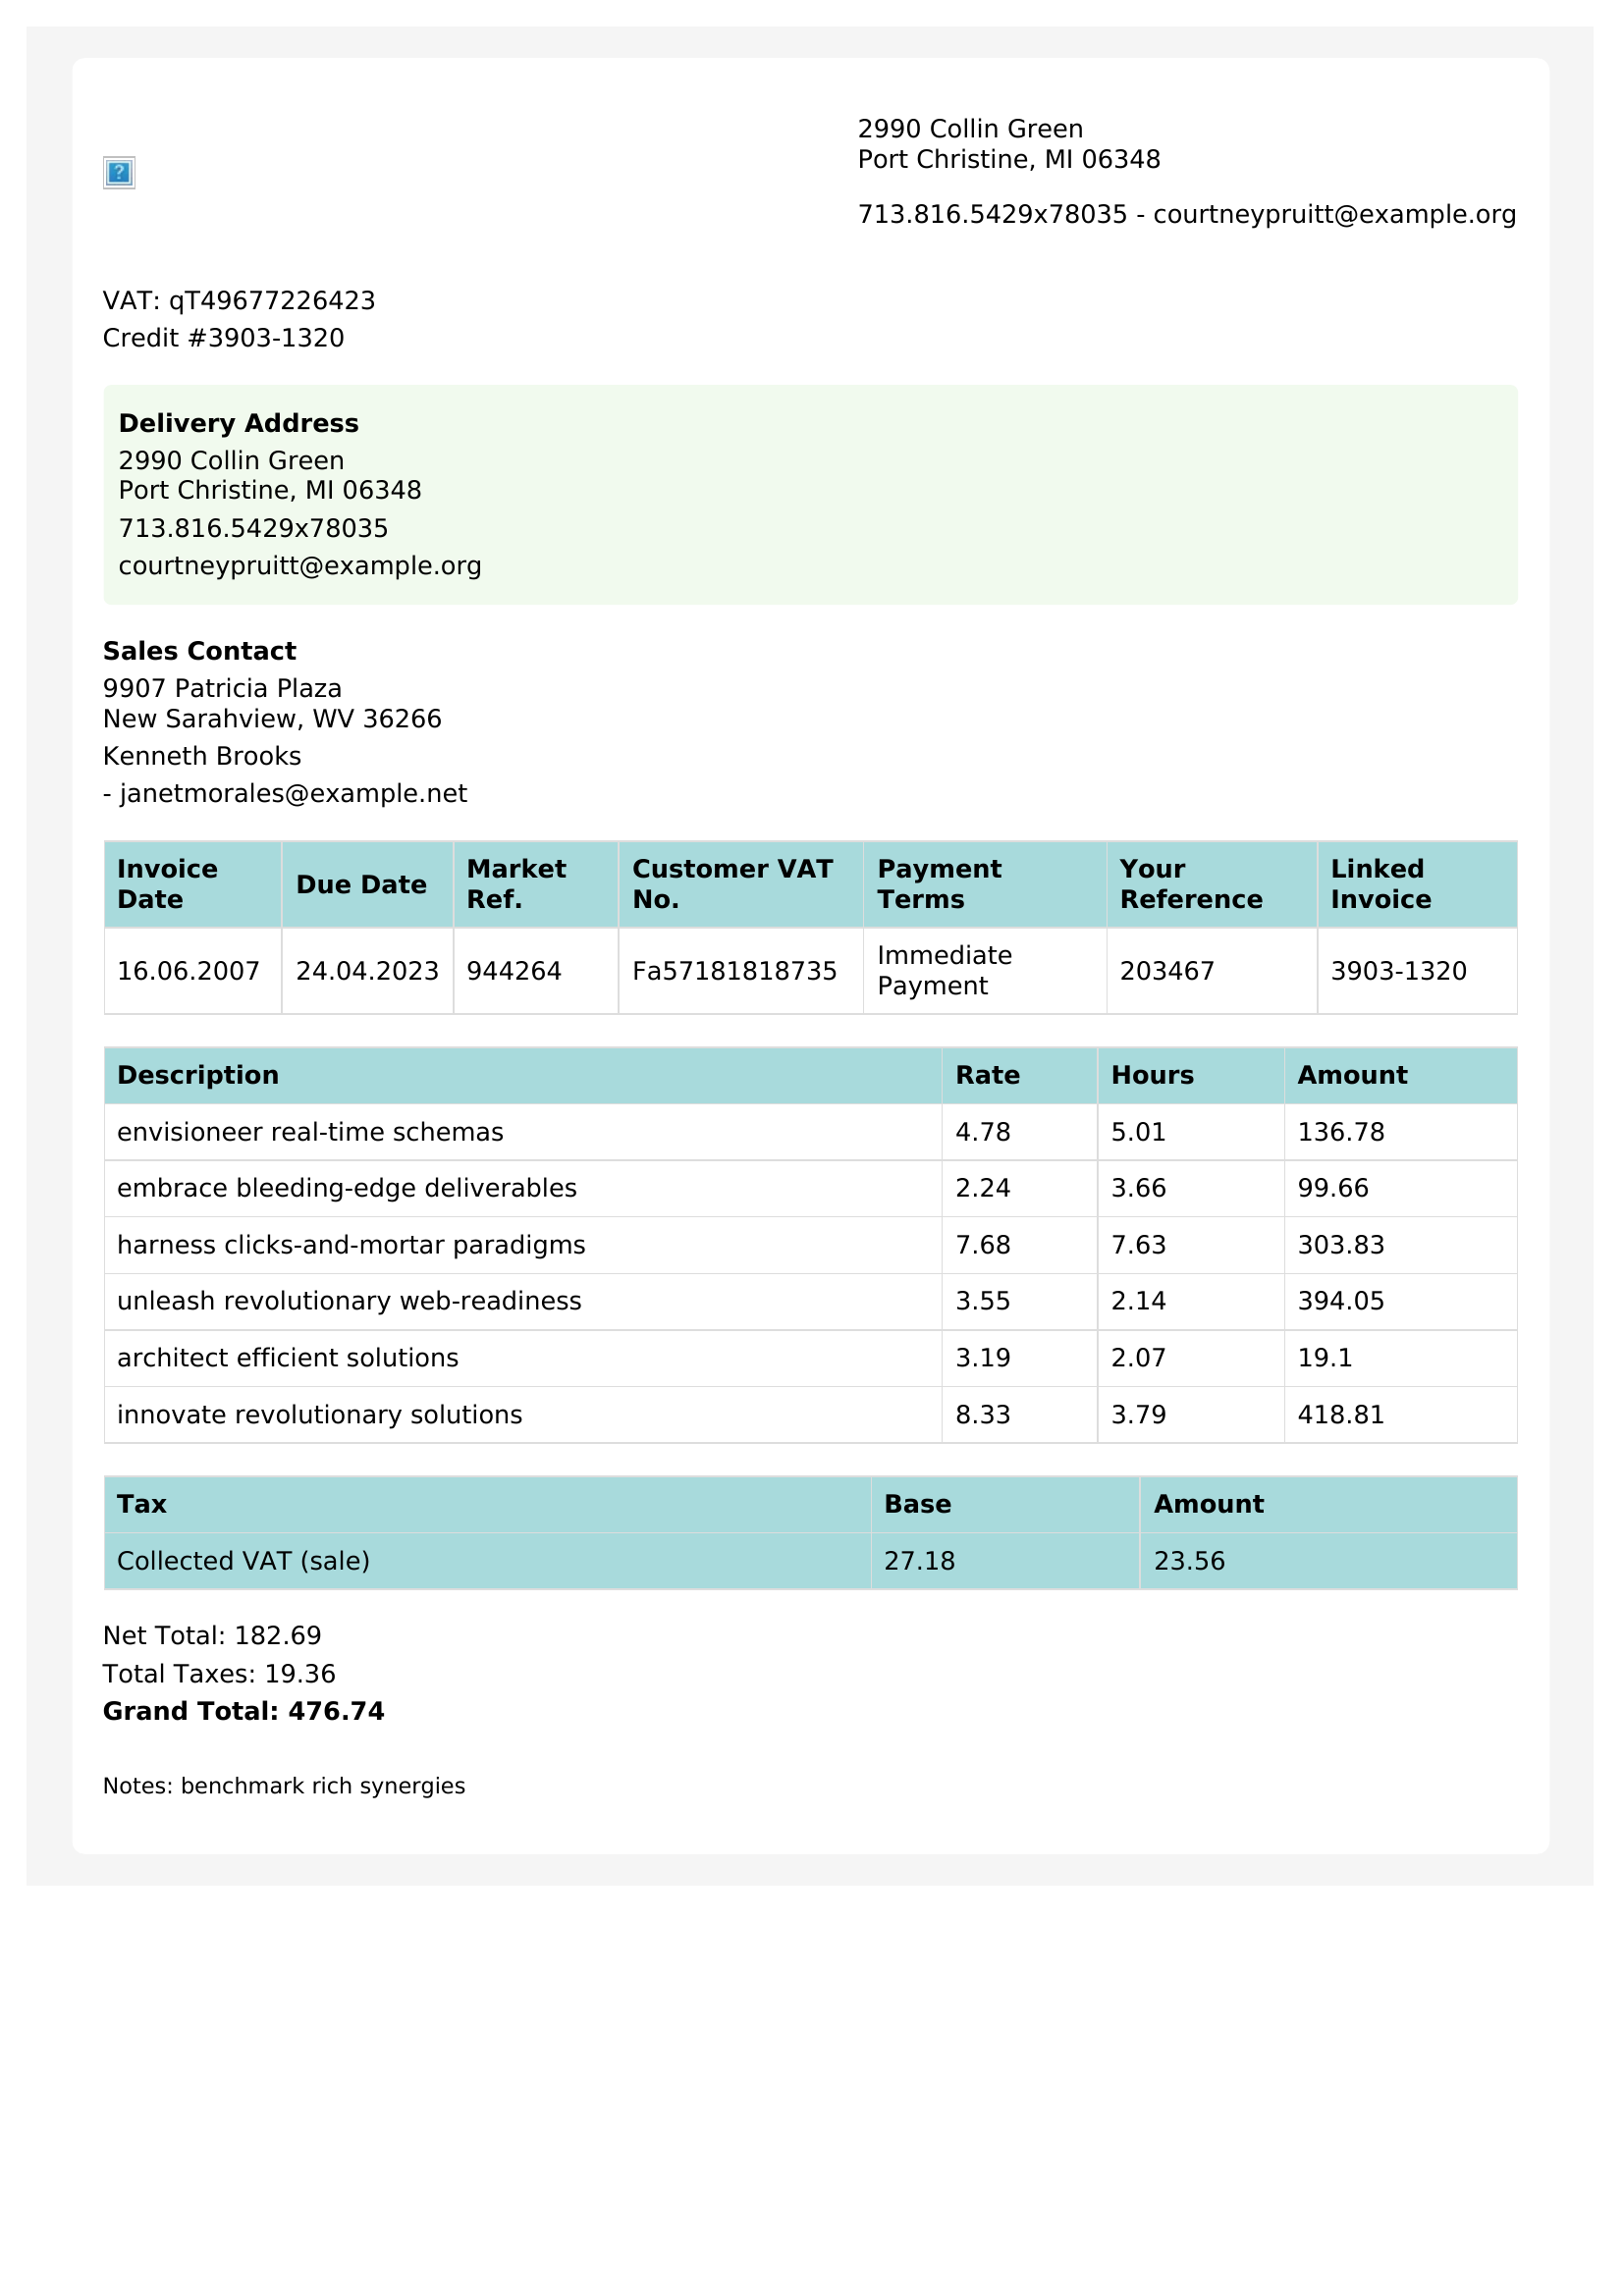 2990 Collin Green
Port Christine, MI 06348
713.816.5429x78035 - courtneypruitt@example.org
VAT: qT49677226423
Credit #3903-1320
Delivery Address
2990 Collin Green
Port Christine, MI 06348
713.816.5429x78035
courtneypruitt@example.org
Sales Contact
9907 Patricia Plaza
New Sarahview, WV 36266
Kenneth Brooks
- janetmorales@example.net
Invoice Date Due Date Market Ref. Customer VAT No. Payment Terms Your Reference Linked Invoice
16.06.2007 24.04.2023 944264 Fa57181818735 Immediate Payment 203467 3903-1320
Description Rate Hours Amount
envisioneer real-time schemas 4.78 5.01 136.78
embrace bleeding-edge deliverables 2.24 3.66 99.66
harness clicks-and-mortar paradigms 7.68 7.63 303.83
unleash revolutionary web-readiness 3.55 2.14 394.05
architect efficient solutions 3.19 2.07 19.1
innovate revolutionary solutions 8.33 3.79 418.81
Tax Base Amount
Collected VAT (sale) 27.18 23.56
Net Total: 182.69
Total Taxes: 19.36
Grand Total: 476.74
Notes: benchmark rich synergies